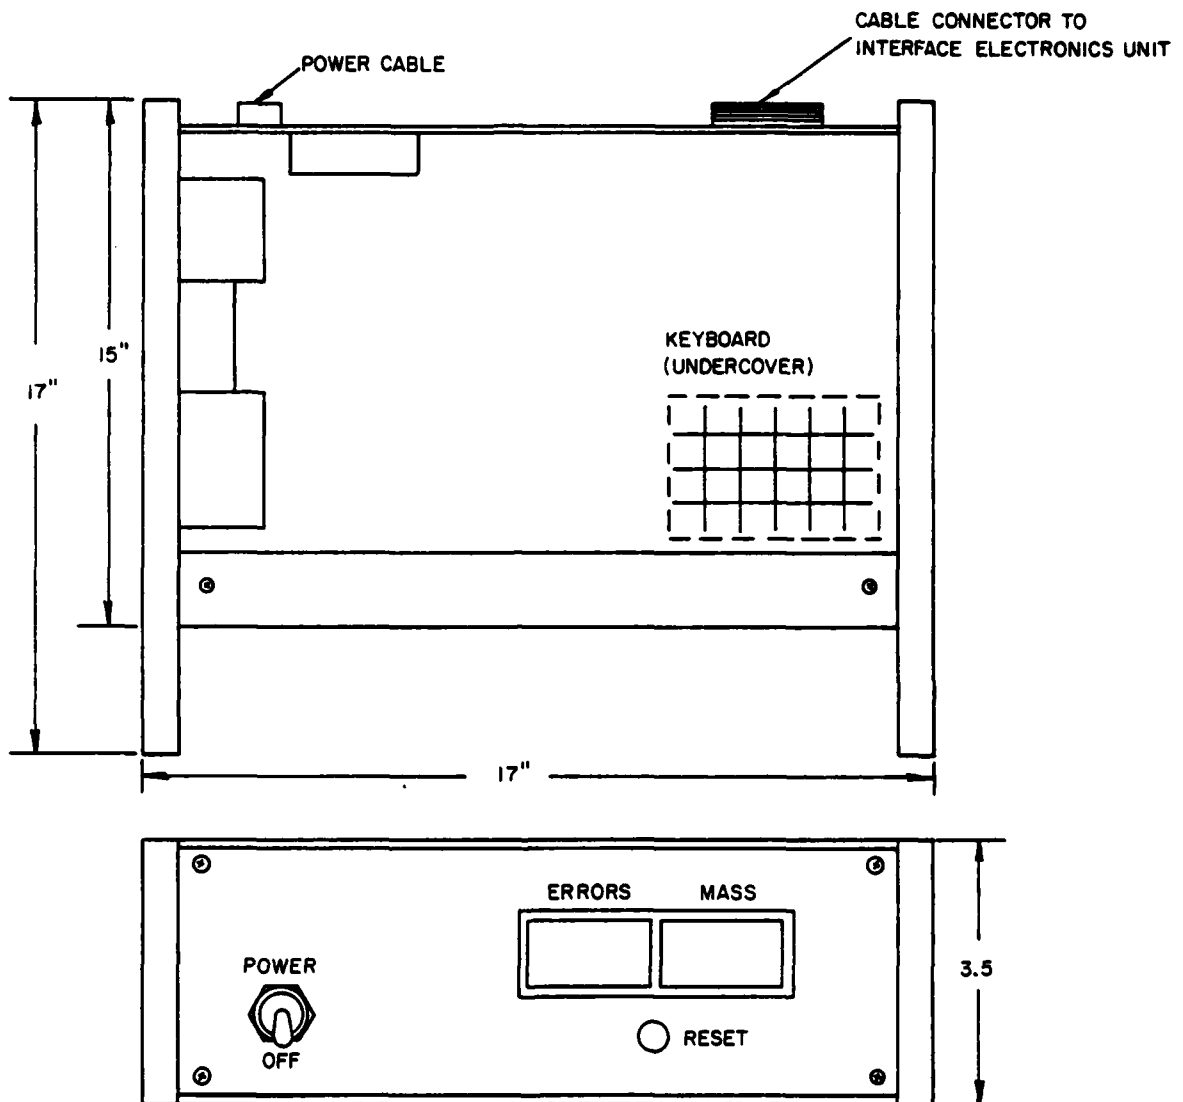 CABLE CONNECTOR TO
INTERFACE ELECTRONICS UNIT
POWER CABLE
15"
17"
KEYBOARD
(UNDERCOVER)
17"
ERRORS MASS
POWER
3.5
OFF
RESET